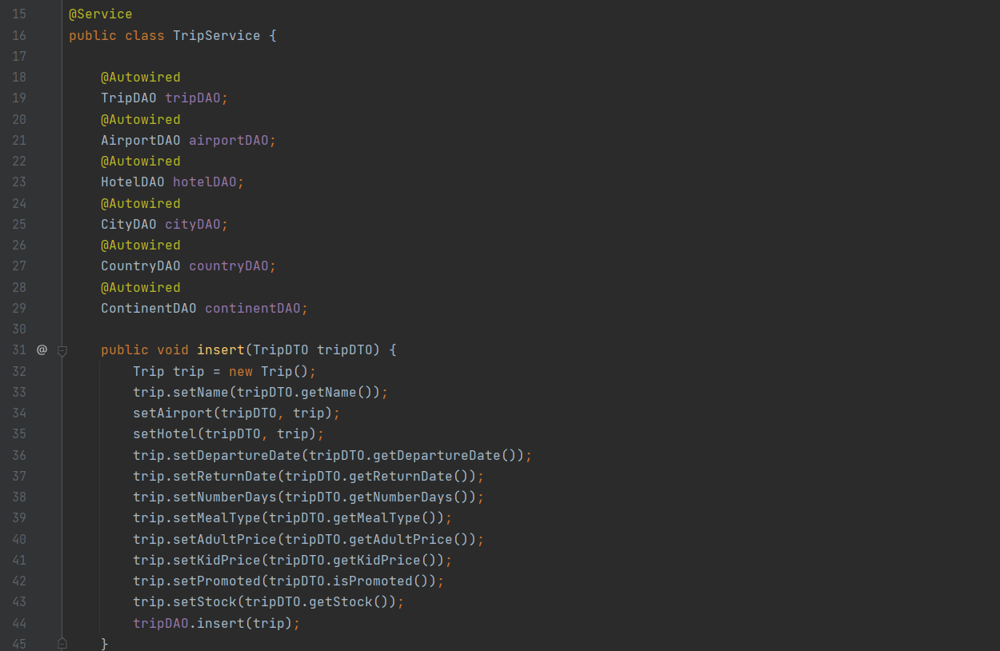 15 @Service
16 public class TripService {
17
18     @Autowired
19     TripDAO tripDAO;
20     @Autowired
21     AirportDAO airportDAO;
22     @Autowired
23     HotelDAO hotelDAO;
24     @Autowired
25     CityDAO cityDAO;
26     @Autowired
27     CountryDAO countryDAO;
28     @Autowired
29     ContinentDAO continentDAO;
30
31 @     public void insert(TripDTO tripDTO) {
32         Trip trip = new Trip();
33         trip.setName(tripDTO.getName());
34         setAirport(tripDTO, trip);
35         setHotel(tripDTO, trip);
36         trip.setDepartureDate(tripDTO.getDepartureDate());
37         trip.setReturnDate(tripDTO.getReturnDate());
38         trip.setNumberDays(tripDTO.getNumberDays());
39         trip.setMealType(tripDTO.getMealType());
40         trip.setAdultPrice(tripDTO.getAdultPrice());
41         trip.setKidPrice(tripDTO.getKidPrice());
42         trip.setPromoted(tripDTO.isPromoted());
43         trip.setStock(tripDTO.getStock());
44         tripDAO.insert(trip);
45     }